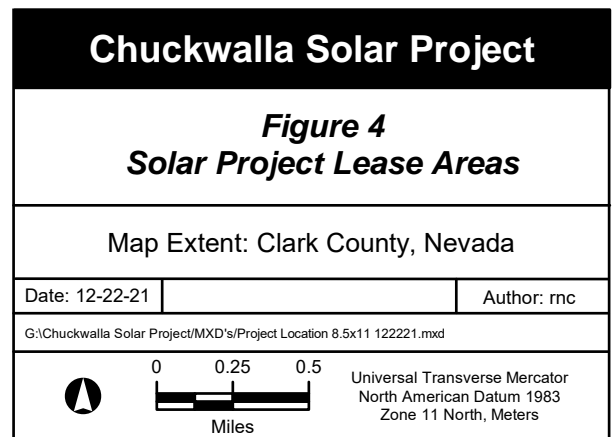 Chuckwalla Solar Project
Figure 4
Solar Project Lease Areas
Map Extent: Clark County, Nevada
Date: 12-22-21
Author: rnc
G:\Chuckwalla Solar Project/MXD's/Project Location 8.5x11 122221.mxd
0 0.25 0.5
Miles
Universal Transverse Mercator
North American Datum 1983
Zone 11 North, Meters